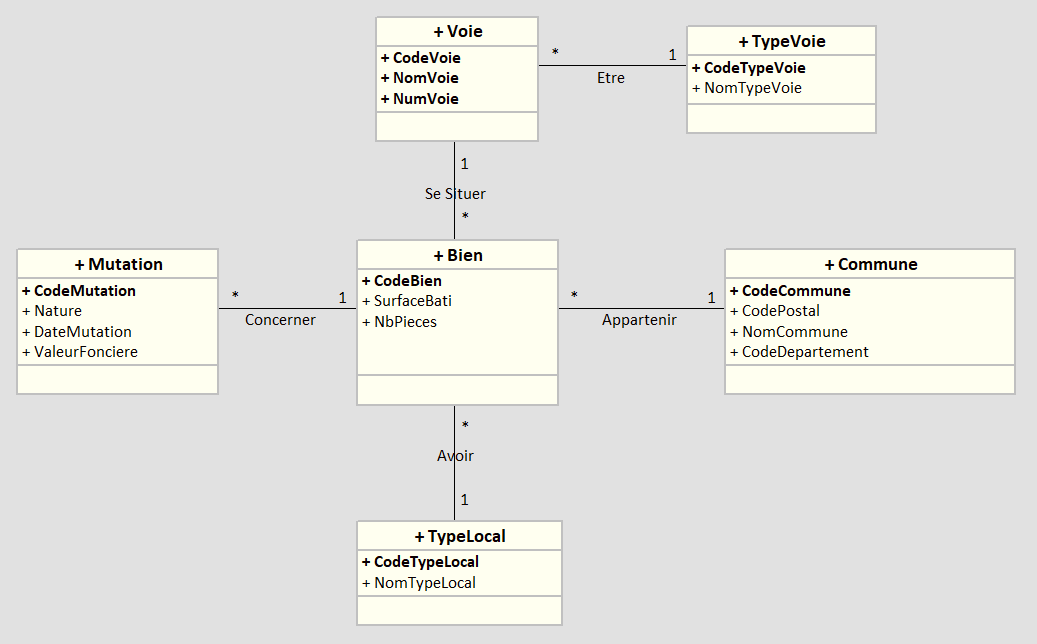 + Voie
+ CodeVoie
+ NomVoie
+ NumVoie
* 1
Etre
+ TypeVoie
+ CodeTypeVoie
+ NomTypeVoie
1
Se Situer
*
+ Mutation
+ CodeMutation
+ Nature
+ DateMutation
+ ValeurFonciere
* 1
Concerner
+ Bien
+ CodeBien
+ SurfaceBati
+ NbPieces
* 1
Appartenir
+ Commune
+ CodeCommune
+ CodePostal
+ NomCommune
+ CodeDepartement
*
Avoir
1
+ TypeLocal
+ CodeTypeLocal
+ NomTypeLocal